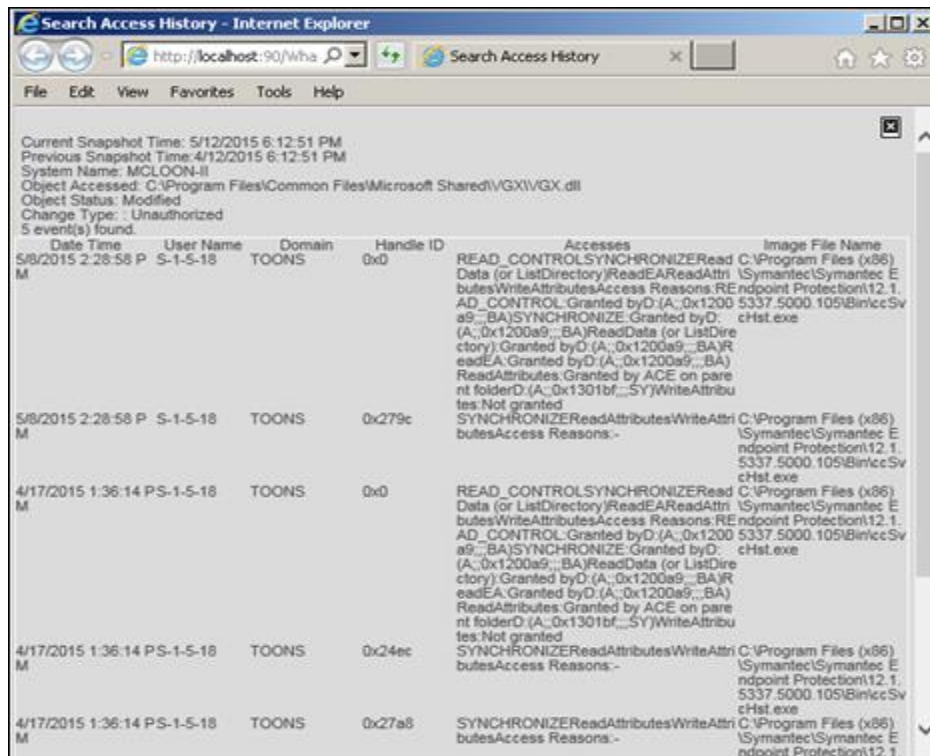 Search Access History - Internet Explorer
http://localhost:90/Wha
Search Access History
File Edit View Favorites Tools Help
Current Snapshot Time: 5/12/2015 6:12:51 PM
Previous Snapshot Time:4/12/2015 6:12:51 PM
System Name: MCLOON-II
Object Accessed: C:\Program Files\Common Files\Microsoft Shared\VGX\VGX.dll
Object Status: Modified
Change Type: : Unauthorized
5 event(s) found.
Date Time User Name Domain Handle ID Accesses Image File Name
5/8/2015 2:28:58 P S-1-5-18 TOONS 0x0 READ_CONTROLSYNCHRONIZERead C:\Program Files (x86)
M Data (or ListDirectory)ReadEAReadAttri \Symantec\Symantec E
butesWriteAttributesAccess Reasons:RE ndpoint Protection\12.1.
AD_CONTROL:Granted byD:(A;;0x1200 5337.5000.105\Bin\ccSv
a9;;;BA)SYNCHRONIZE:Granted byD: cHst.exe
(A;;0x1200a9;;;BA)ReadData (or ListDire
ctory):Granted byD:(A;;0x1200a9;;;BA)R
eadEA:Granted byD:(A;;0x1200a9;;;BA)
ReadAttributes:Granted by ACE on pare
nt folderD:(A;;0x1301bf;;;SY)WriteAttribu
tes:Not granted
5/8/2015 2:28:58 P S-1-5-18 TOONS 0x279c SYNCHRONIZEReadAttributesWriteAttri C:\Program Files (x86)
M butesAccess Reasons:- \Symantec\Symantec E
ndpoint Protection\12.1.
5337.5000.105\Bin\ccSv
cHst.exe
4/17/2015 1:36:14 P S-1-5-18 TOONS 0x0 READ_CONTROLSYNCHRONIZERead C:\Program Files (x86)
M Data (or ListDirectory)ReadEAReadAttri \Symantec\Symantec E
butesWriteAttributesAccess Reasons:RE ndpoint Protection\12.1.
AD_CONTROL:Granted byD:(A;;0x1200 5337.5000.105\Bin\ccSv
a9;;;BA)SYNCHRONIZE:Granted byD: cHst.exe
(A;;0x1200a9;;;BA)ReadData (or ListDire
ctory):Granted byD:(A;;0x1200a9;;;BA)R
eadEA:Granted byD:(A;;0x1200a9;;;BA)
ReadAttributes:Granted by ACE on pare
nt folderD:(A;;0x1301bf;;;SY)WriteAttribu
tes:Not granted
4/17/2015 1:36:14 P S-1-5-18 TOONS 0x24ec SYNCHRONIZEReadAttributesWriteAttri C:\Program Files (x86)
M butesAccess Reasons:- \Symantec\Symantec E
ndpoint Protection\12.1.
5337.5000.105\Bin\ccSv
cHst.exe
4/17/2015 1:36:14 P S-1-5-18 TOONS 0x27a8 SYNCHRONIZEReadAttributesWriteAttri C:\Program Files (x86)
M butesAccess Reasons:- \Symantec\Symantec E
ndpoint Protection\12.1